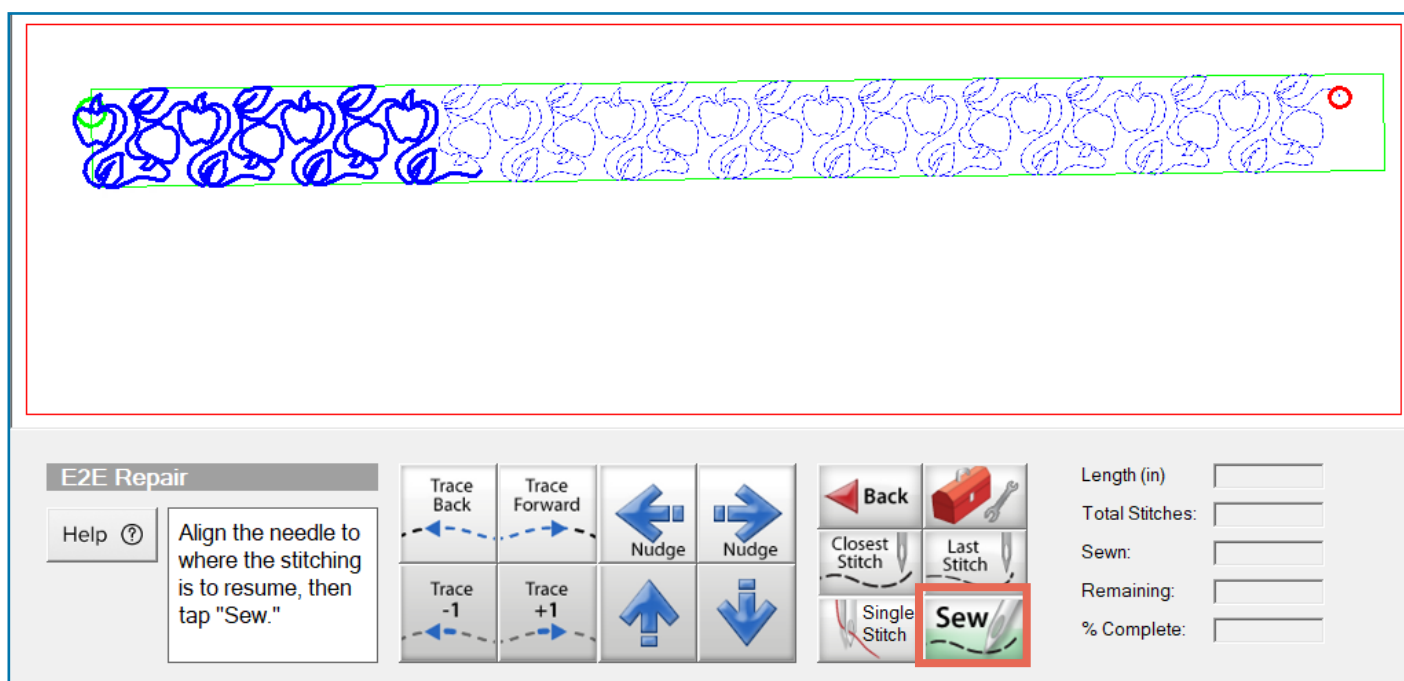 E2E Repair
Help ?
Align the needle to
where the stitching
is to resume, then
tap "Sew."
Trace
Back
Trace
Forward
Nudge
Nudge
Trace
-1
Trace
+1
Back
Closest
Stitch
Last
Stitch
Single
Stitch
Sew
Length (in)
Total Stitches:
Sewn:
Remaining:
% Complete: